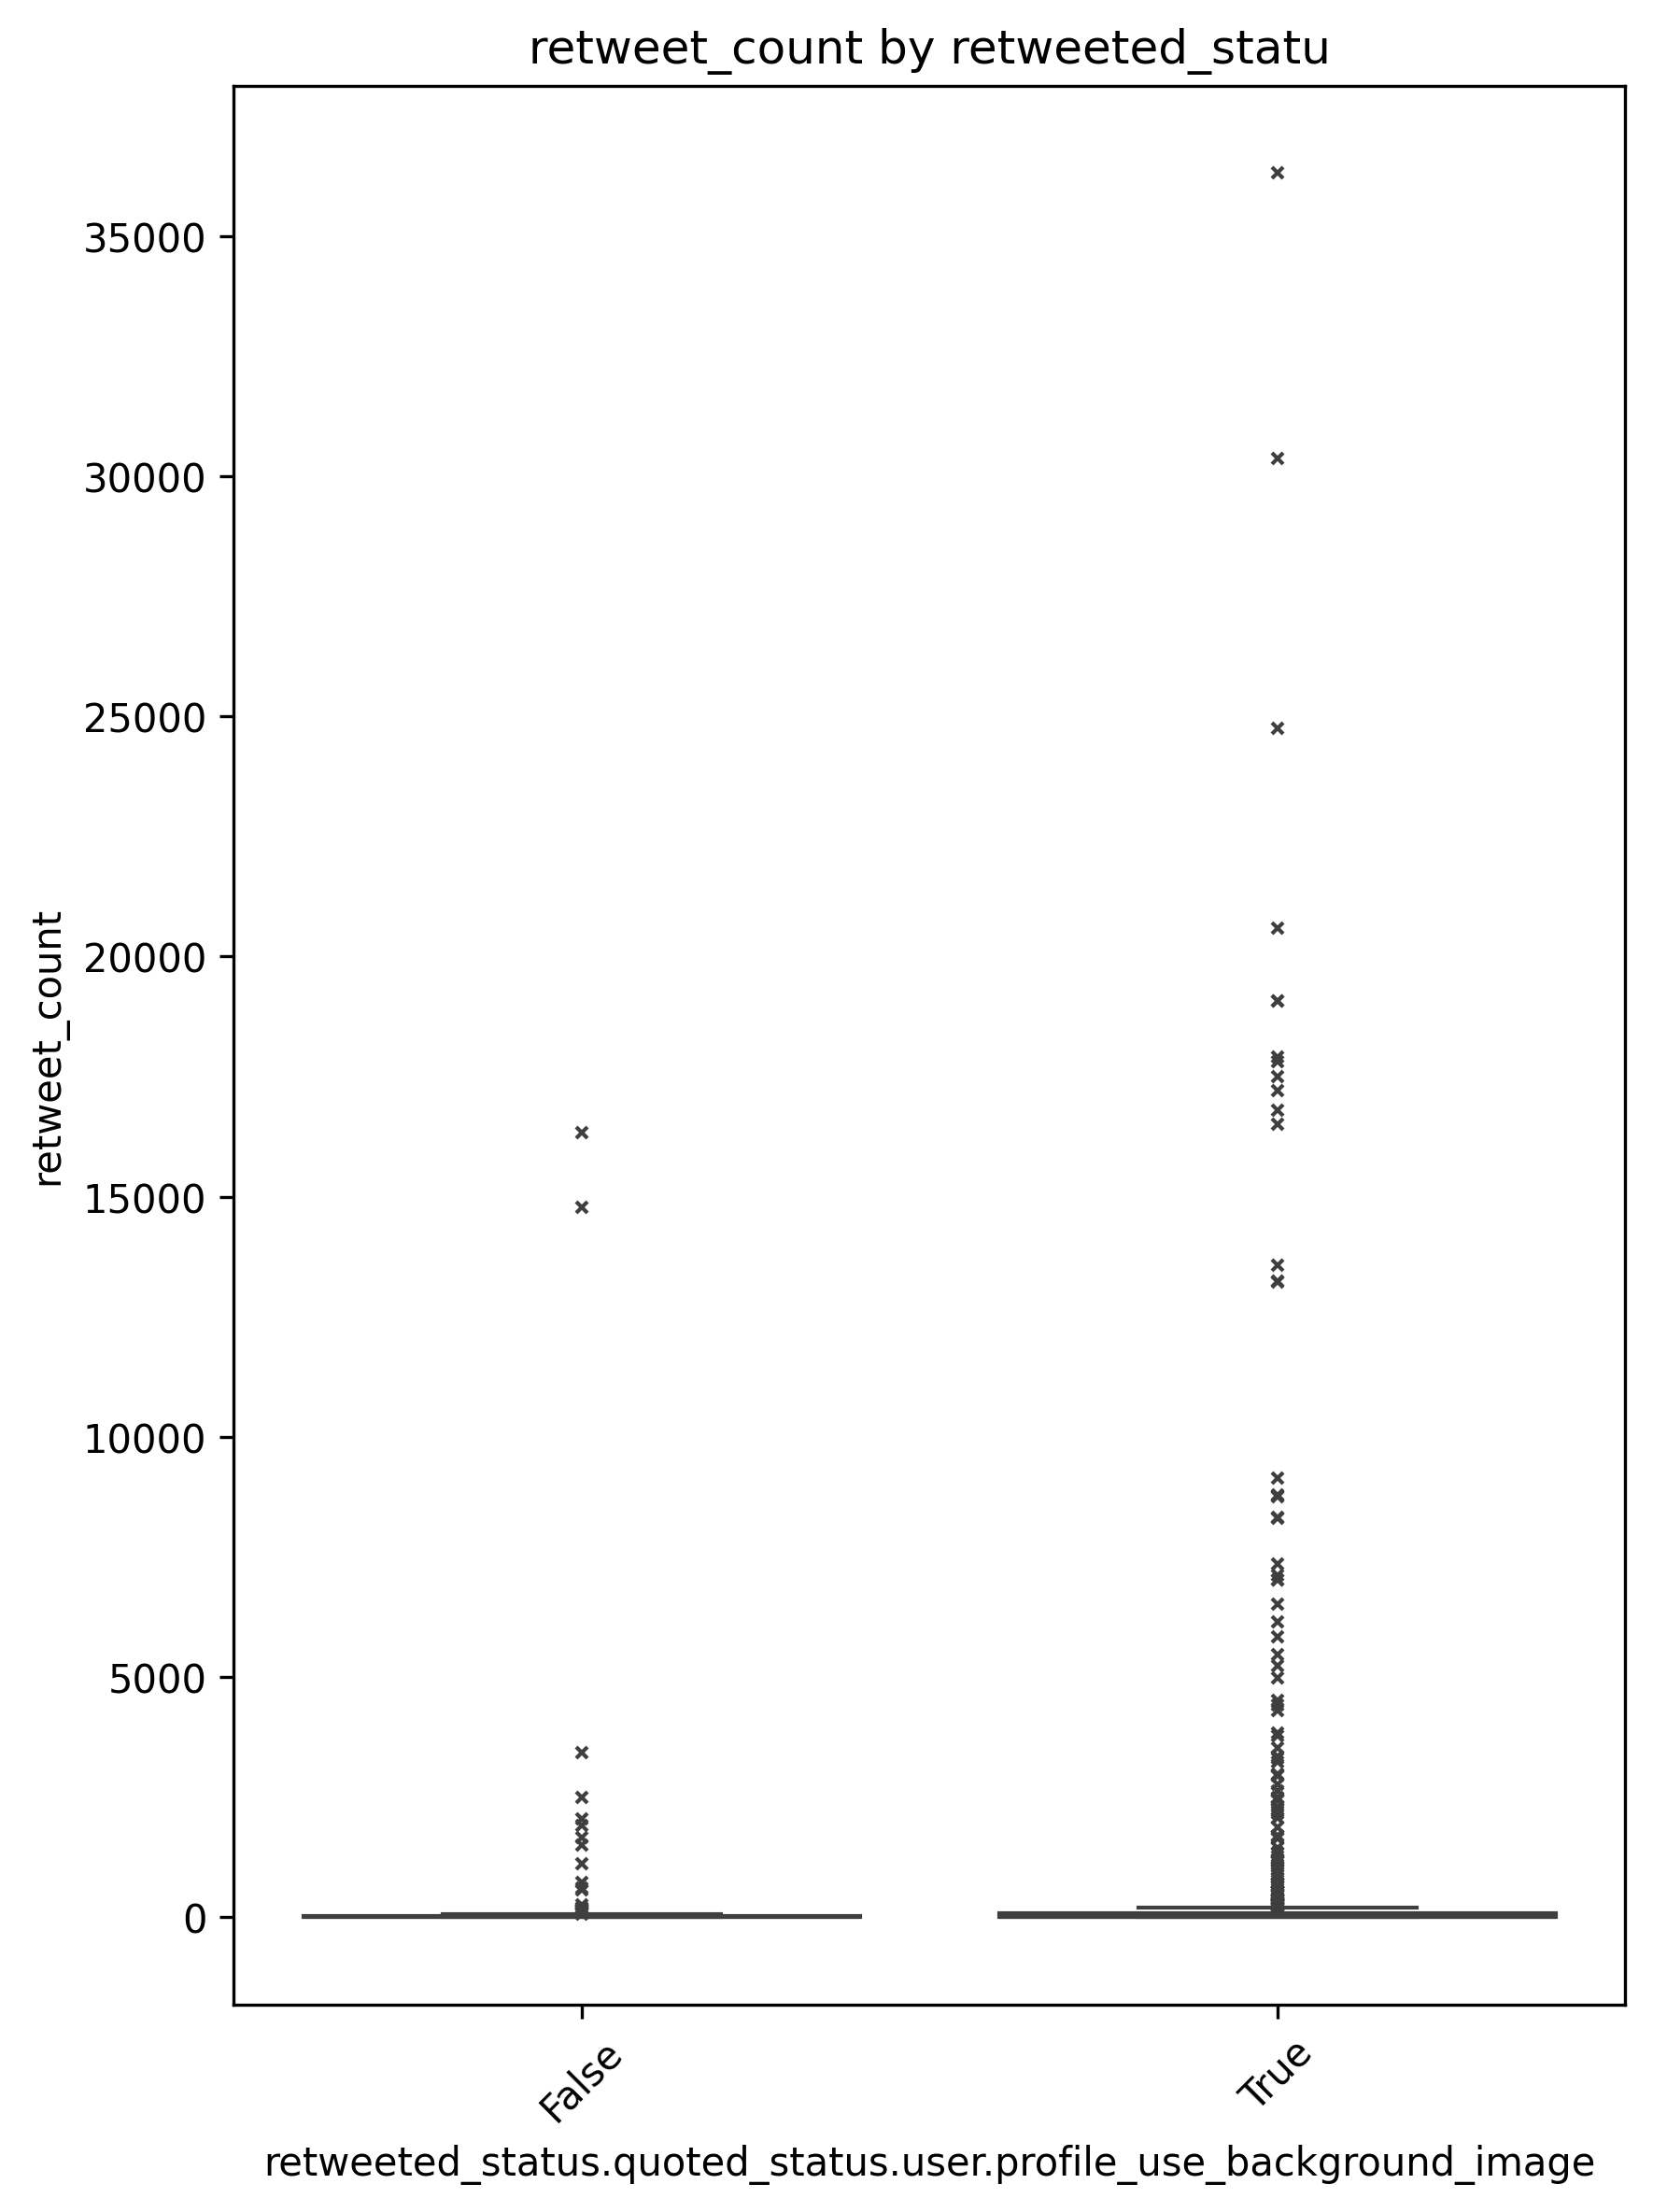 retweet_count by retweeted_statu
35000
30000
25000
20000
15000
10000
5000
0
retweet_count
False
True
retweeted_status.quoted_status.user.profile_use_background_image